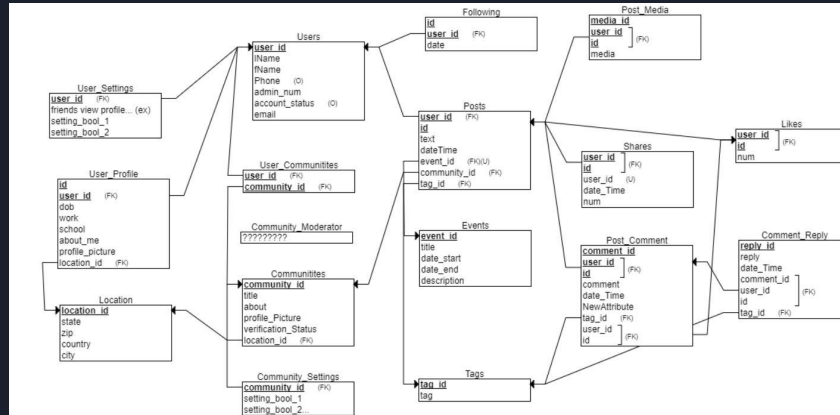 Users
user_id
lName
fName
Phone (O)
admin_num
account_status (O)
email
Following
id
user_id (FK)
date
Post_Media
media_id
user_id
id
(FK)
media
User_Settings
user_id (FK)
friends view profile... (ex)
setting_bool_1
setting_bool_2
Posts
user_id (FK)
id
text
dateTime
event_id (FK)(U)
community_id (FK)
tag_id (FK)
Likes
user_id
id
(FK)
num
Shares
user_id
id
(FK)
user_id (U)
date_Time
num
User_Profile
id
user_id (FK)
dob
work
school
about_me
profile_picture
location_id (FK)
User_Communitites
user_id (FK)
community_id (FK)
Community_Moderator
?????????
Events
event_id
title
date_start
date_end
description
Post_Comment
comment_id
user_id
id
(FK)
comment
date_Time
NewAttribute
tag_id (FK)
user_id
id
(FK)
Comment_Reply
reply_id
reply
date_Time
comment_id
user_id
id
(FK)
tag_id (FK)
Communitites
community_id
title
about
profile_Picture
verification_Status
location_id (FK)
Location
location_id
state
zip
country
city
Community_Settings
community_id (FK)
setting_bool_1
setting_bool_2...
Tags
tag_id
tag